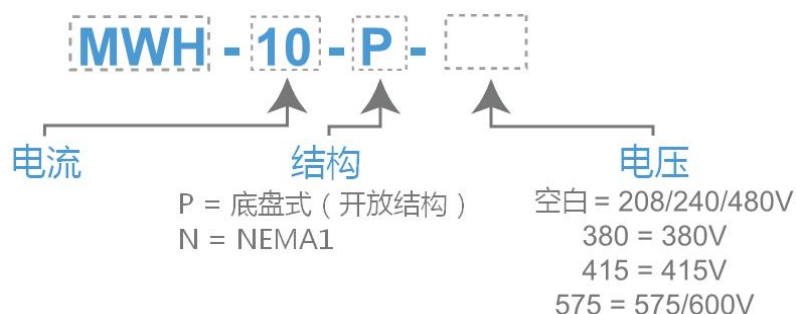 MWH - 10 - P -
电流
结构
电压
P = 底盘式（开放结构）
N = NEMA1
空白 = 208/240/480V
380 = 380V
415 = 415V
575 = 575/600V